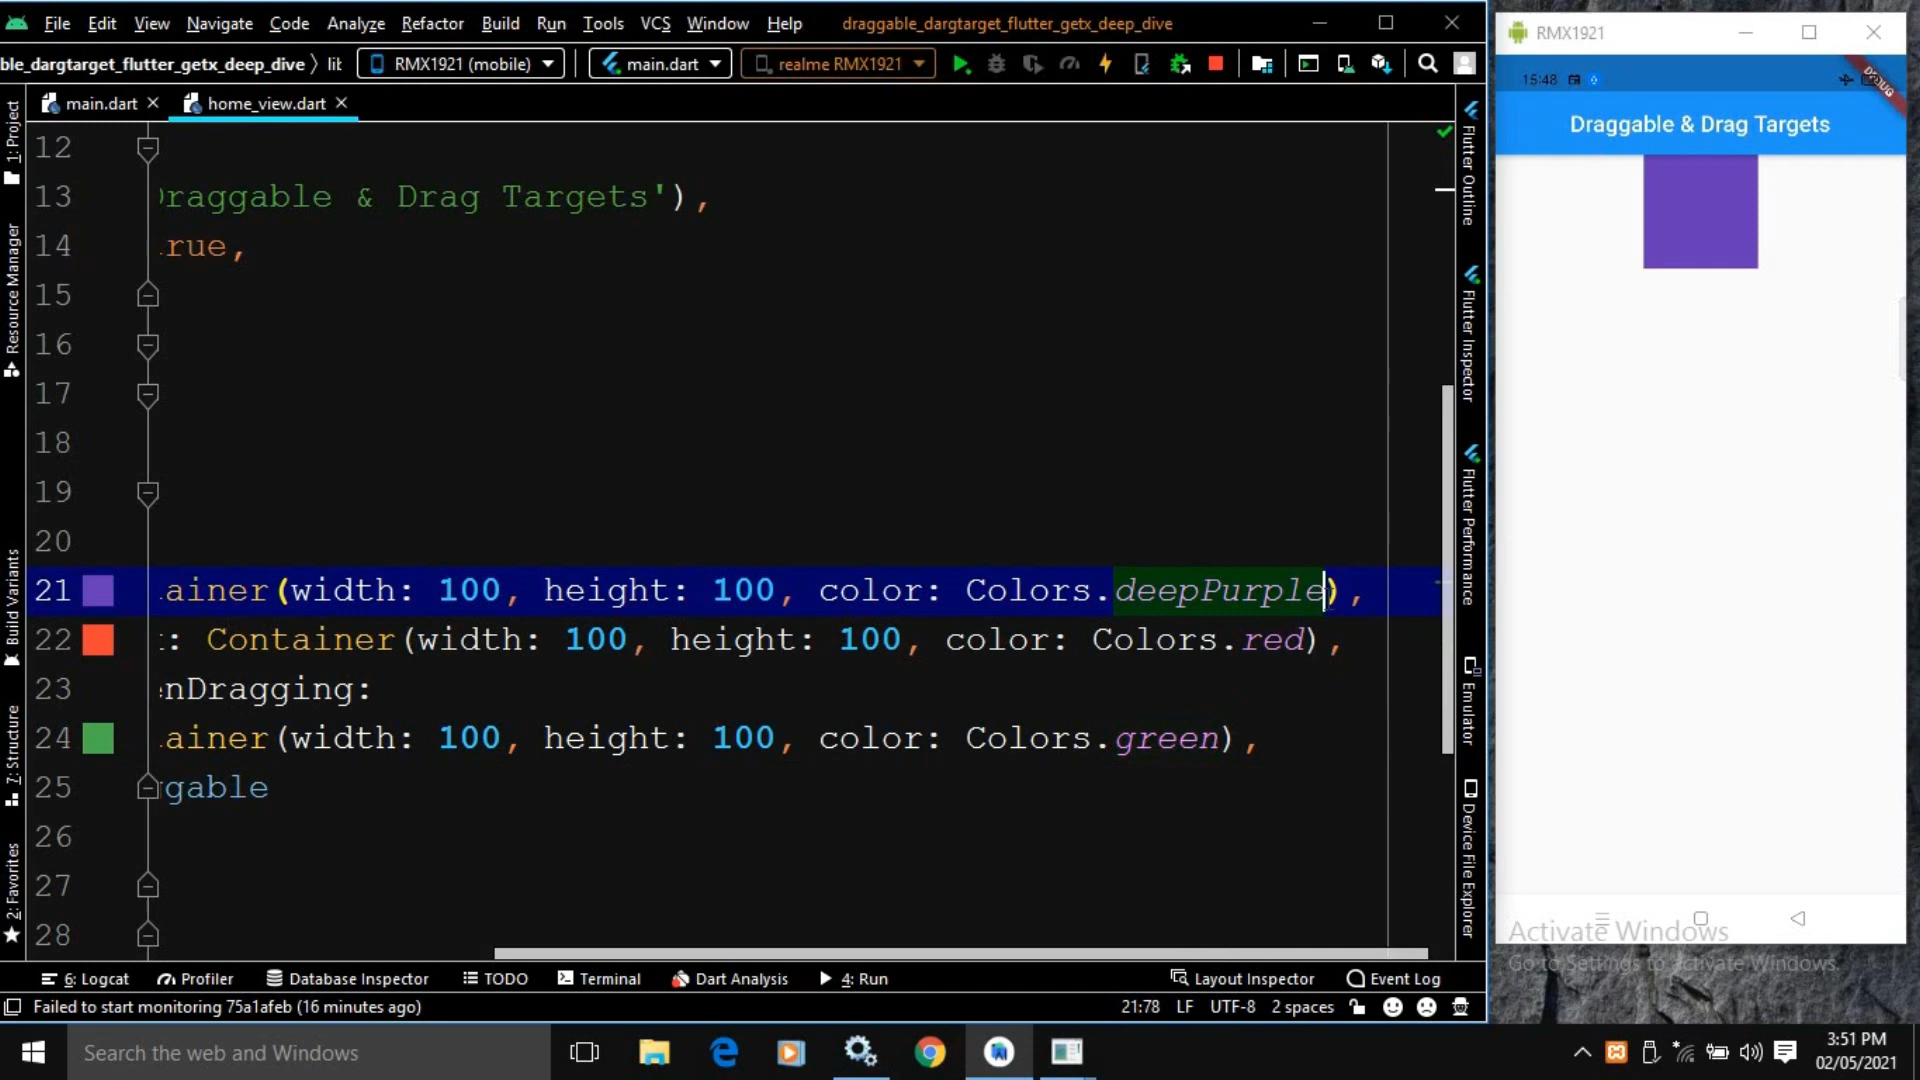 File Edit View Navigate Code Analyze Refactor Build Run Tools VCS Window Help draggable_dargtarget_flutter_getx_deep_dive
ble_dargtarget_flutter_getx_deep_dive lib RMX1921 (mobile) main.dart realme RMX1921
main.dart home_view.dart
12
13 raggable & Drag Targets'),
14 rue,
15
16
17
18
19
20
21 ainer(width: 100, height: 100, color: Colors.deepPurple),
22 : Container(width: 100, height: 100, color: Colors.red),
23 nDragging:
24 ainer(width: 100, height: 100, color: Colors.green),
25 gable
26
27
28
1: Project
Resource Manager
Build Variants
7: Structure
2: Favorites
Flutter Outline
Flutter Inspector
Flutter Performance
Emulator
Device File Explorer
6: Logcat Profiler Database Inspector TODO Terminal Dart Analysis 4: Run Layout Inspector Event Log
Failed to start monitoring 75a1afeb (16 minutes ago) 21:78 LF UTF-8 2 spaces
RMX1921
15:48
DEBUG
Draggable & Drag Targets
Activate Windows
Go to Settings to activate Windows.
Search the web and Windows
3:51 PM
02/05/2021